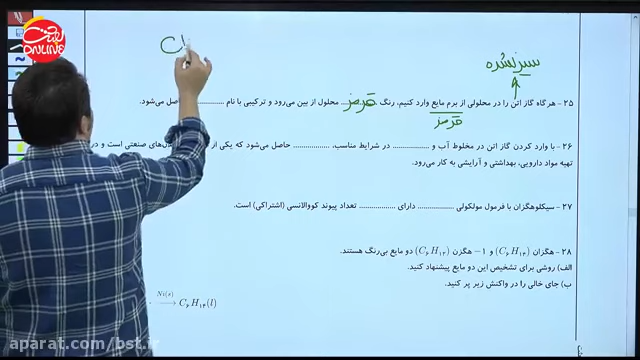 ONLINE
CH
سیرنشده
۲۵ - هرگاه گاز اتن را در محلولی از برم مایع وارد کنیم، رنگ قرمز محلول از بین می‌رود و ترکیبی با نام .............. حاصل می‌شود.
قرمز
۲۶ - با وارد کردن گاز اتن در مخلوط آب و .............. در شرایط مناسب، .............. حاصل می‌شود که یکی از های صنعتی است و در
تهیه مواد دارویی، بهداشتی و آرایشی به کار می‌رود.
۲۷ - سیکلوهگزان با فرمول مولکولی .............. دارای .............. تعداد پیوند کووالانسی (اشتراکی) است.
۲۸ - هگزان (C₆H₁₄) و ۱- هگزن (C₆H₁₂) دو مایع بی‌رنگ هستند.
الف) روشی برای تشخیص این دو مایع پیشنهاد کنید.
ب) جای خالی را در واکنش زیر پر کنید.
Ni(s) → C₆H₁₄(l)
aparat.com/bst.ir